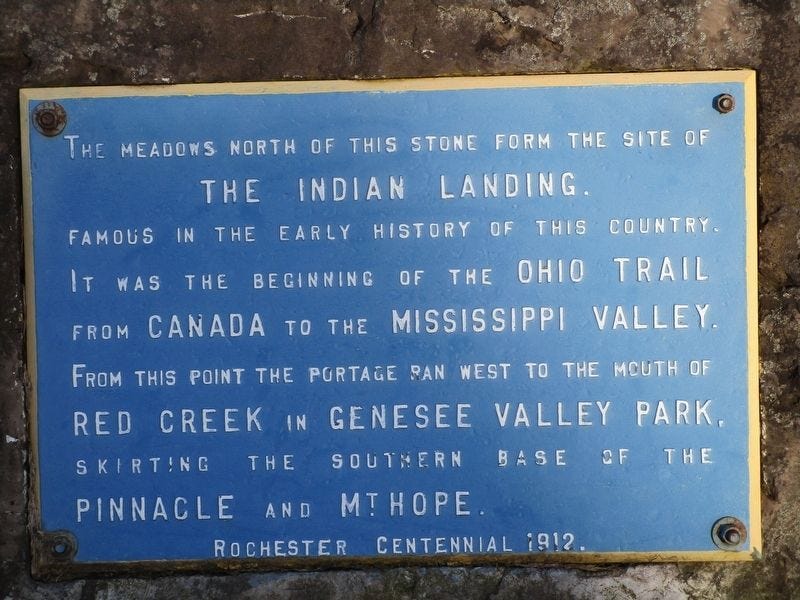 THE MEADOWS NORTH OF THIS STONE FORM THE SITE OF
THE INDIAN LANDING.
FAMOUS IN THE EARLY HISTORY OF THIS COUNTRY.
IT WAS THE BEGINNING OF THE OHIO TRAIL
FROM CANADA TO THE MISSISSIPPI VALLEY.
FROM THIS POINT THE PORTAGE RAN WEST TO THE MOUTH OF
RED CREEK IN GENESEE VALLEY PARK,
SKIRTING THE SOUTHERN BASE OF THE
PINNACLE AND MT HOPE.
ROCHESTER CENTENNIAL 1912.